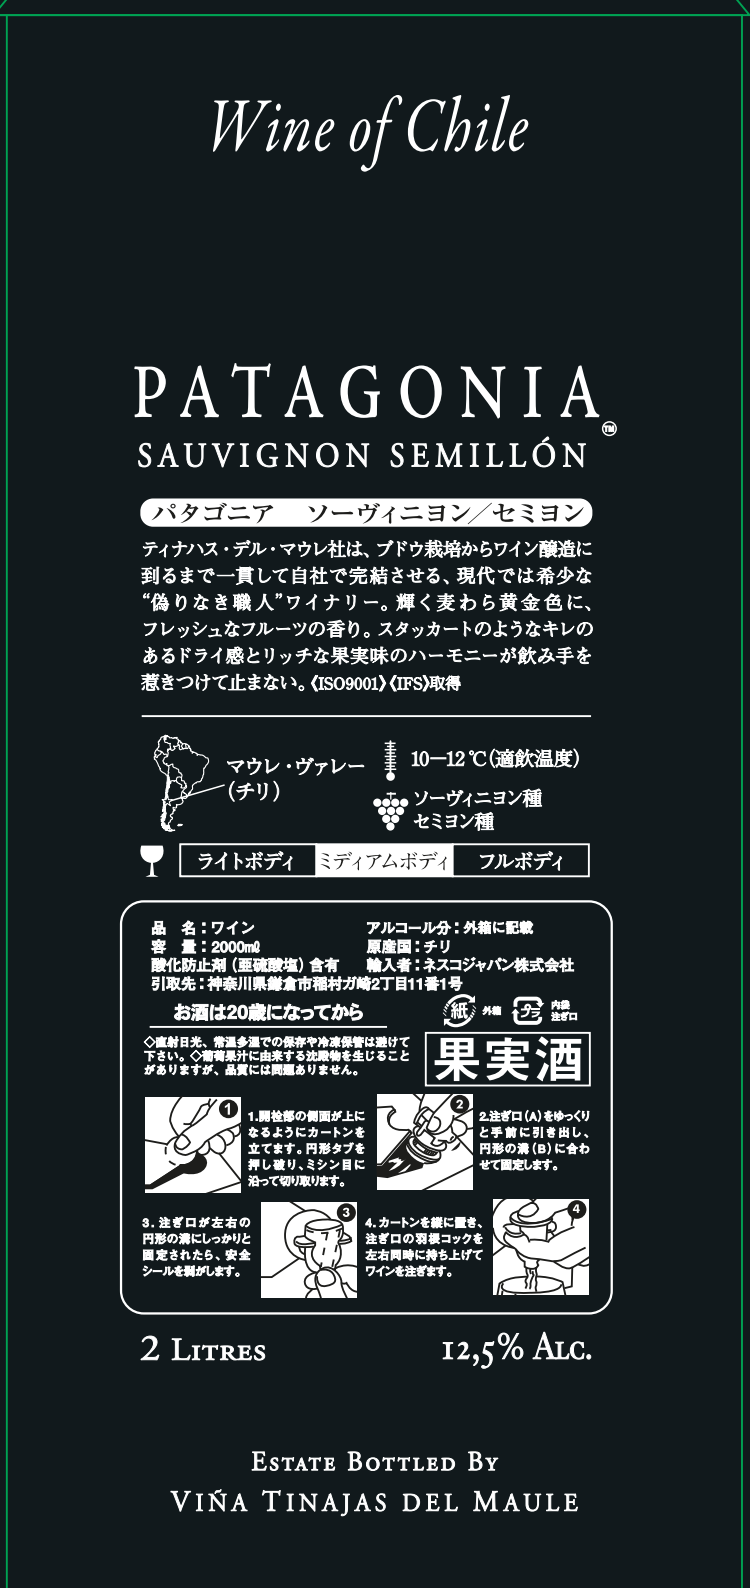 Wine of Chile
PATAGONIA™
SAUVIGNON SEMILLÓN
パタゴニア　ソーヴィニヨン／セミヨン
ティナハス・デル・マウレ社は、ブドウ栽培からワイン醸造に
到るまで一貫して自社で完結させる、現代では希少な
“偽りなき職人”ワイナリー。輝く麦わら黄金色に、
フレッシュなフルーツの香り。スタッカートのようなキレの
あるドライ感とリッチな果実味のハーモニーが飲み手を
惹きつけて止まない。《ISO9001》《IFS》取得
マウレ・ヴァレー
（チリ）
10－12℃（適飲温度）
ソーヴィニヨン種
セミヨン種
ライトボディ ミディアムボディ フルボディ
品　名：ワイン
アルコール分：外箱に記載
容　量：2000mℓ
原産国：チリ
酸化防止剤（亜硫酸塩）含有
輸入者：ネスコジャパン株式会社
引取先：神奈川県鎌倉市稲村ガ崎2丁目11番1号
お酒は20歳になってから
紙 外箱 プラ 内袋
注ぎ口
◇直射日光、常温多湿での保存や冷凍保管は避けて
下さい。◇葡萄果汁に由来する沈殿物を生じること
がありますが、品質には問題ありません。
果実酒
1
1.開栓部の側面が上に
なるようにカートンを
立てます。円形タブを
押し破り、ミシン目に
沿って切り取ります。
2
2.注ぎ口（A）をゆっくり
と手前に引き出し、
円形の溝（B）に合わ
せて固定します。
3.注ぎ口が左右の
円形の溝にしっかりと
固定されたら、安全
シールを剥がします。
3
4.カートンを縦に置き、
注ぎ口の羽根コックを
左右同時に持ち上げて
ワインを注ぎます。
4
2 LITRES
12,5% ALC.
ESTATE BOTTLED BY
VIÑA TINAJAS DEL MAULE